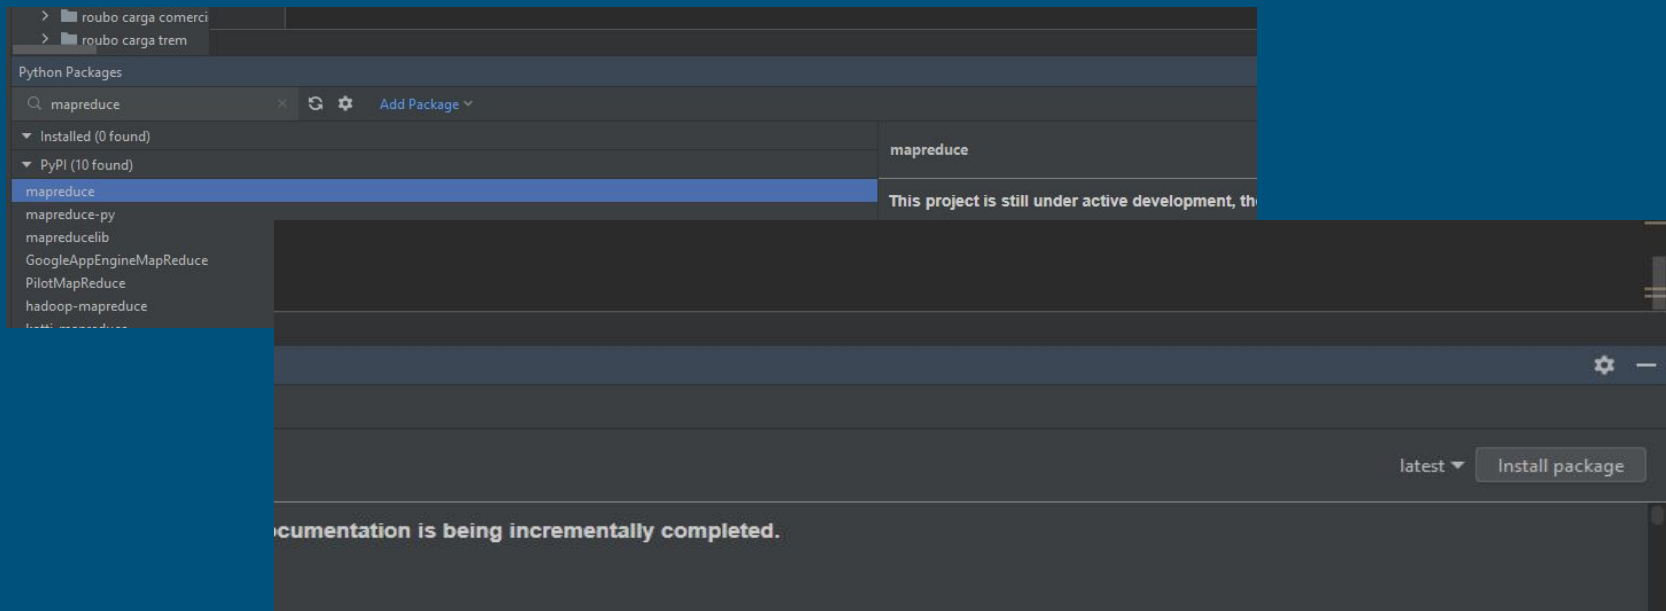 roubo carga comerci
roubo carga trem
Python Packages
mapreduce
Add Package
Installed (0 found)
PyPI (10 found)
mapreduce
mapreduce-py
mapreducelib
GoogleAppEngineMapReduce
PilotMapReduce
hadoop-mapreduce
mapreduce
This project is still under active development, th
latest
Install package
ocumentation is being incrementally completed.